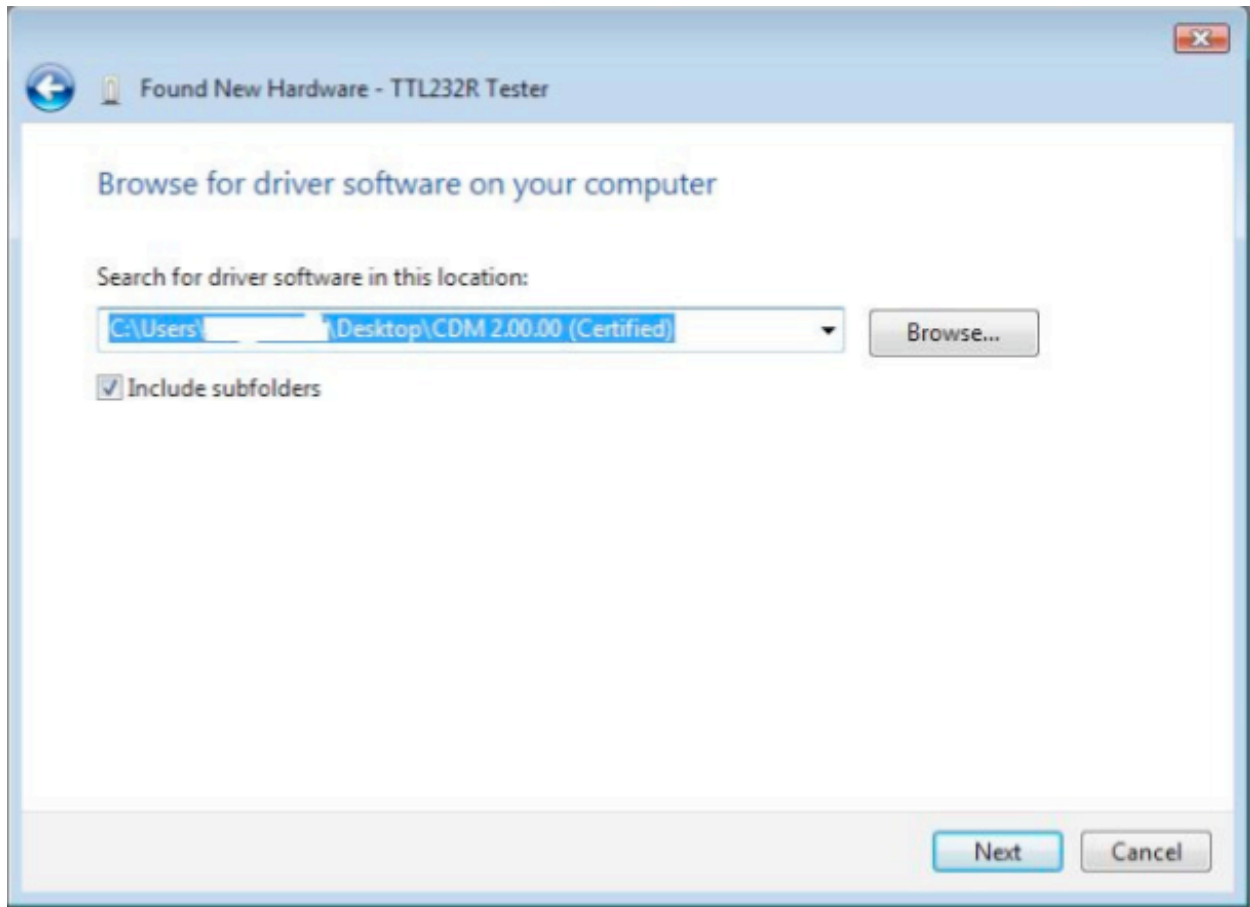 Found New Hardware - TTL232R Tester
Browse for driver software on your computer
Search for driver software in this location:
C:\Users\ \Desktop\CDM 2.00.00 (Certified)
Browse...
Include subfolders
Next
Cancel